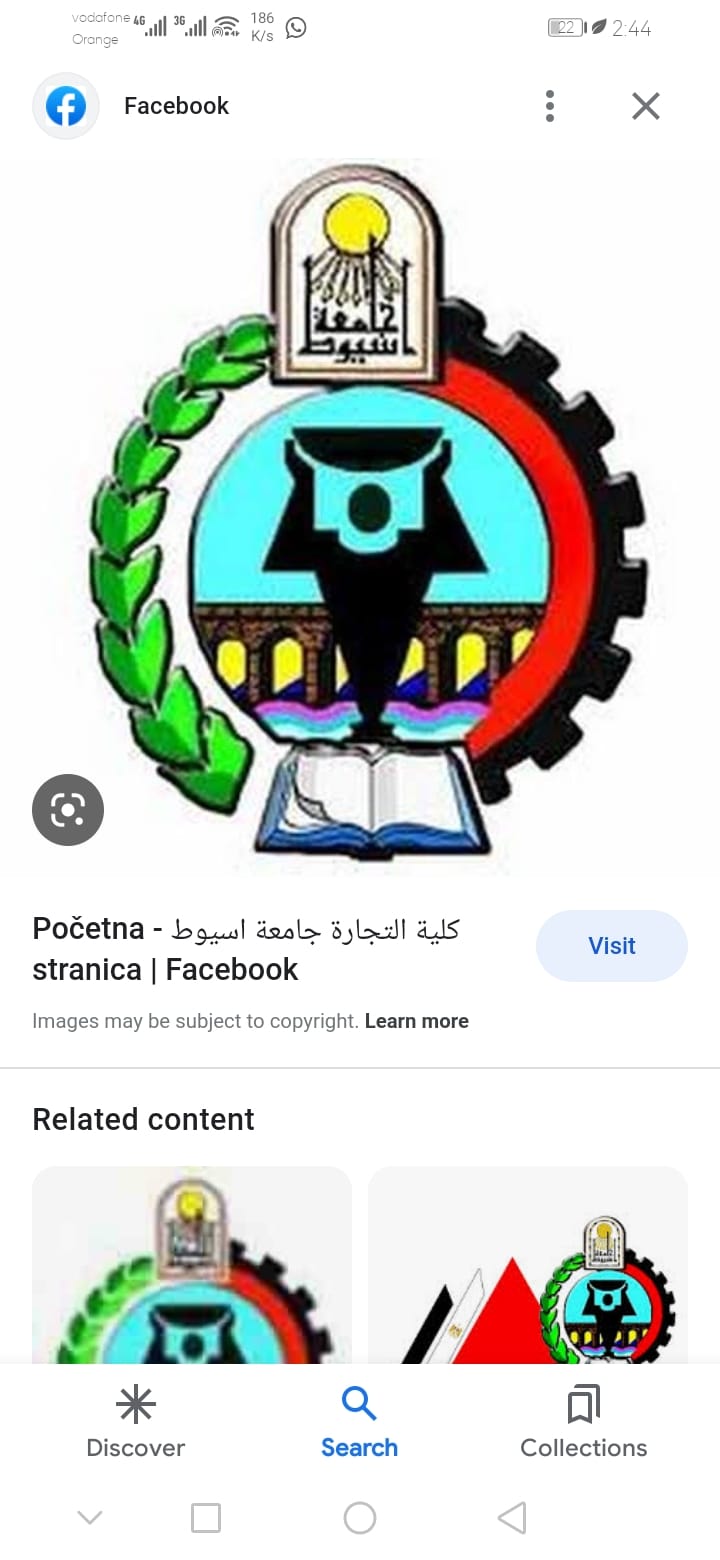 vodafone 4G 3G 186 22 2:44
Orange K/s
Facebook
جامعة
اسيوط
Početna - كلية التجارة جامعة اسيوط
stranica | Facebook
Visit
Images may be subject to copyright. Learn more
Related content
Discover
Search
Collections